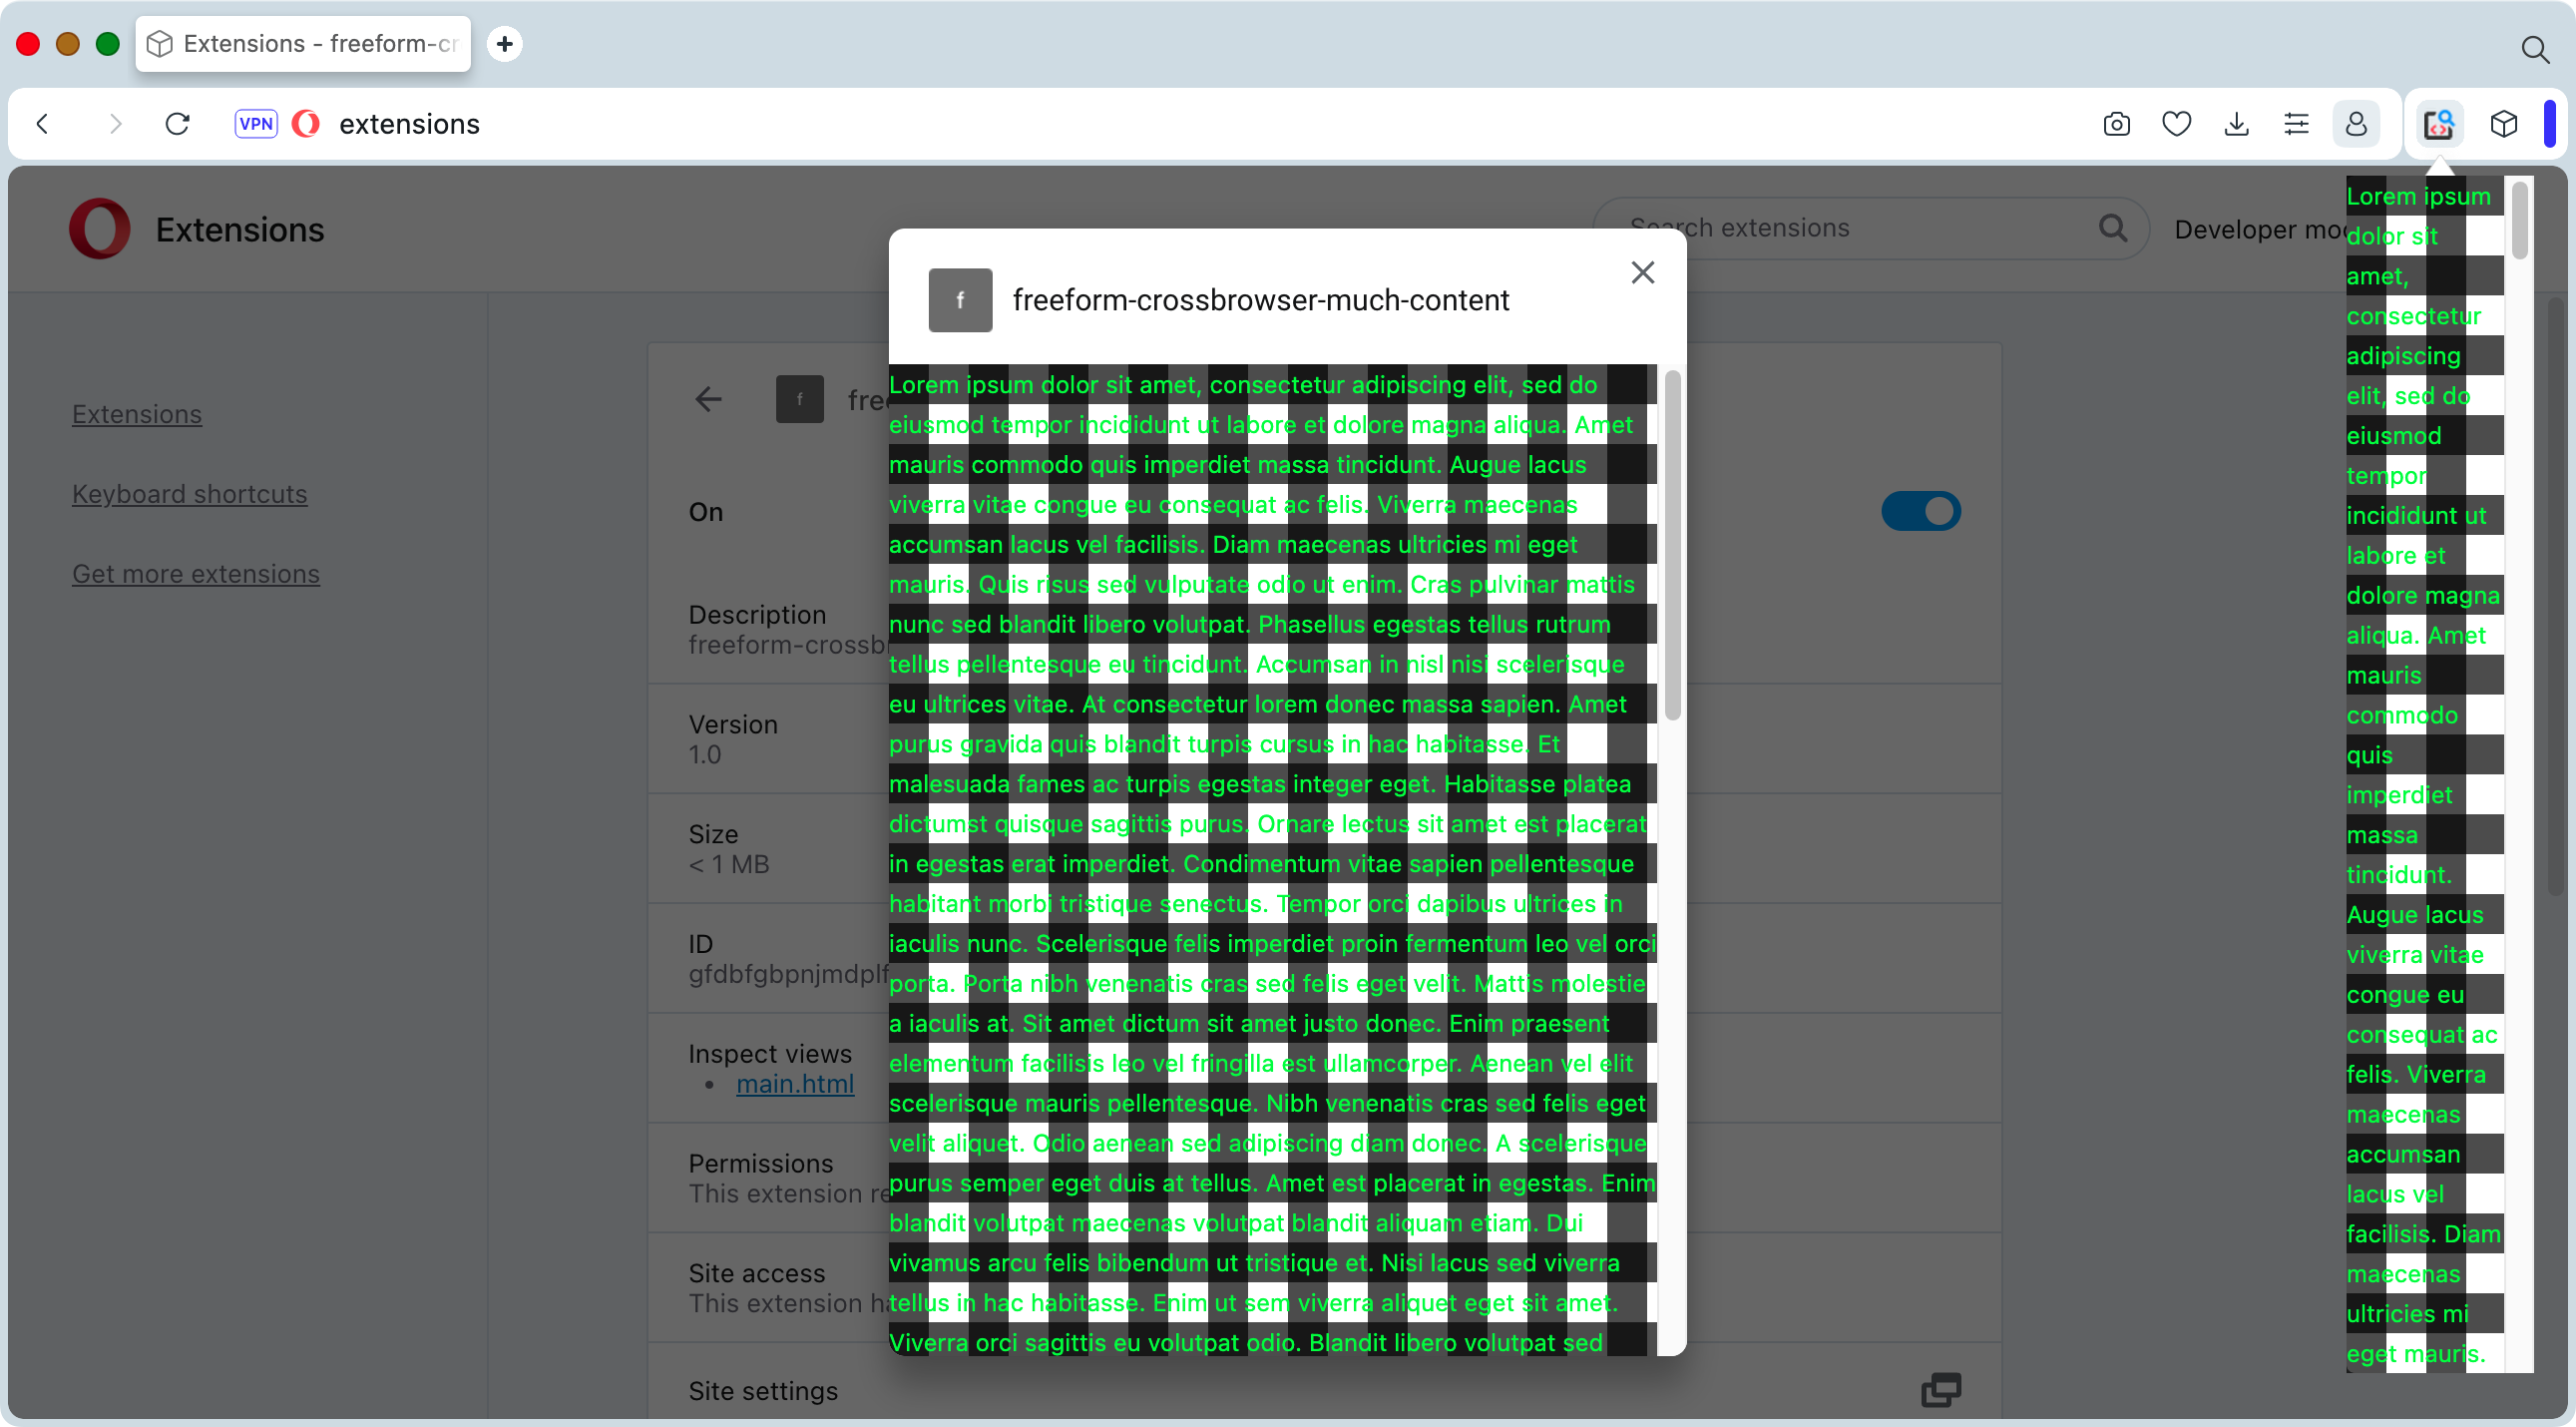 Extensions - freeform-cr
VPN
extensions
Extensions
Search extensions
Developer mo
Extensions
Keyboard shortcuts
Get more extensions
f
fre
On
Description
freeform-crossb
Version
1.0
Size
< 1 MB
ID
gfdbfgbpnjmdplf
Inspect views
main.html
Permissions
This extension re
Site access
This extension ha
Site settings
f
freeform-crossbrowser-much-content
Lorem ipsum dolor sit amet, consectetur adipiscing elit, sed do
eiusmod tempor incididunt ut labore et dolore magna aliqua. Amet
mauris commodo quis imperdiet massa tincidunt. Augue lacus
viverra vitae congue eu consequat ac felis. Viverra maecenas
accumsan lacus vel facilisis. Diam maecenas ultricies mi eget
mauris. Quis risus sed vulputate odio ut enim. Cras pulvinar mattis
nunc sed blandit libero volutpat. Phasellus egestas tellus rutrum
tellus pellentesque eu tincidunt. Accumsan in nisl nisi scelerisque
eu ultrices vitae. At consectetur lorem donec massa sapien. Amet
purus gravida quis blandit turpis cursus in hac habitasse. Et
malesuada fames ac turpis egestas integer eget. Habitasse platea
dictumst quisque sagittis purus. Ornare lectus sit amet est placerat
in egestas erat imperdiet. Condimentum vitae sapien pellentesque
habitant morbi tristique senectus. Tempor orci dapibus ultrices in
iaculis nunc. Scelerisque felis imperdiet proin fermentum leo vel orci
porta. Porta nibh venenatis cras sed felis eget velit. Mattis molestie
a iaculis at. Sit amet dictum sit amet justo donec. Enim praesent
elementum facilisis leo vel fringilla est ullamcorper. Aenean vel elit
scelerisque mauris pellentesque. Nibh venenatis cras sed felis eget
velit aliquet. Odio aenean sed adipiscing diam donec. A scelerisque
purus semper eget duis at tellus. Amet est placerat in egestas. Enim
blandit volutpat maecenas volutpat blandit aliquam etiam. Dui
vivamus arcu felis bibendum ut tristique et. Nisi lacus sed viverra
tellus in hac habitasse. Enim ut sem viverra aliquet eget sit amet.
Viverra orci sagittis eu volutpat odio. Blandit libero volutpat sed
Lorem ipsum
dolor sit
amet,
consectetur
adipiscing
elit, sed do
eiusmod
tempor
incididunt ut
labore et
dolore magna
aliqua. Amet
mauris
commodo
quis
imperdiet
massa
tincidunt.
Augue lacus
viverra vitae
congue eu
consequat ac
felis. Viverra
maecenas
accumsan
lacus vel
facilisis. Diam
maecenas
ultricies mi
eget mauris.